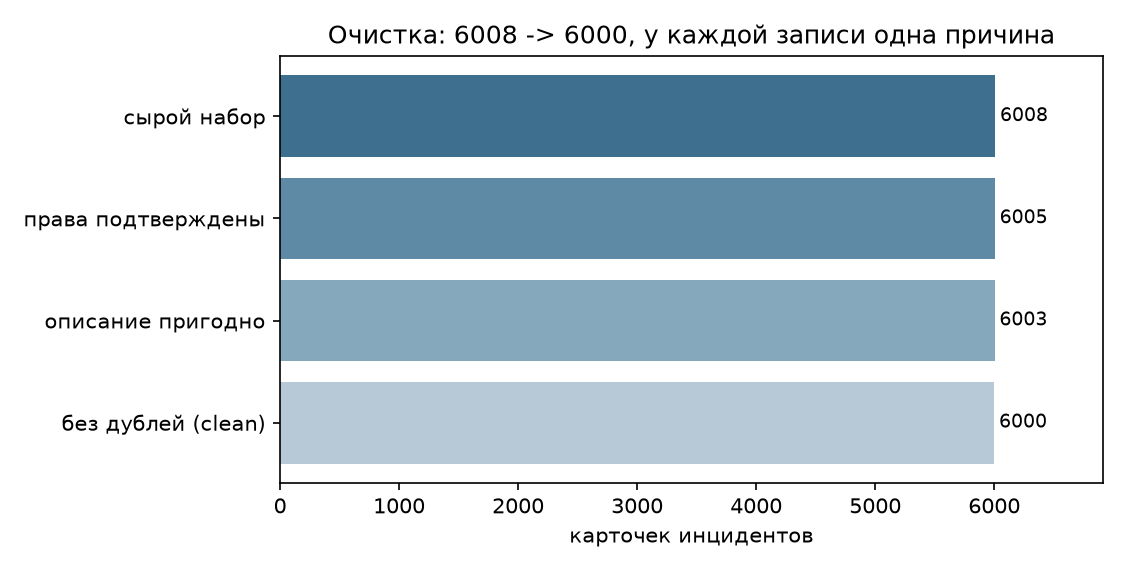 Очистка: 6008 -> 6000, у каждой записи одна причина
сырой набор
6008
права подтверждены
6005
описание пригодно
6003
без дублей (clean)
6000
0 1000 2000 3000 4000 5000 6000
карточек инцидентов